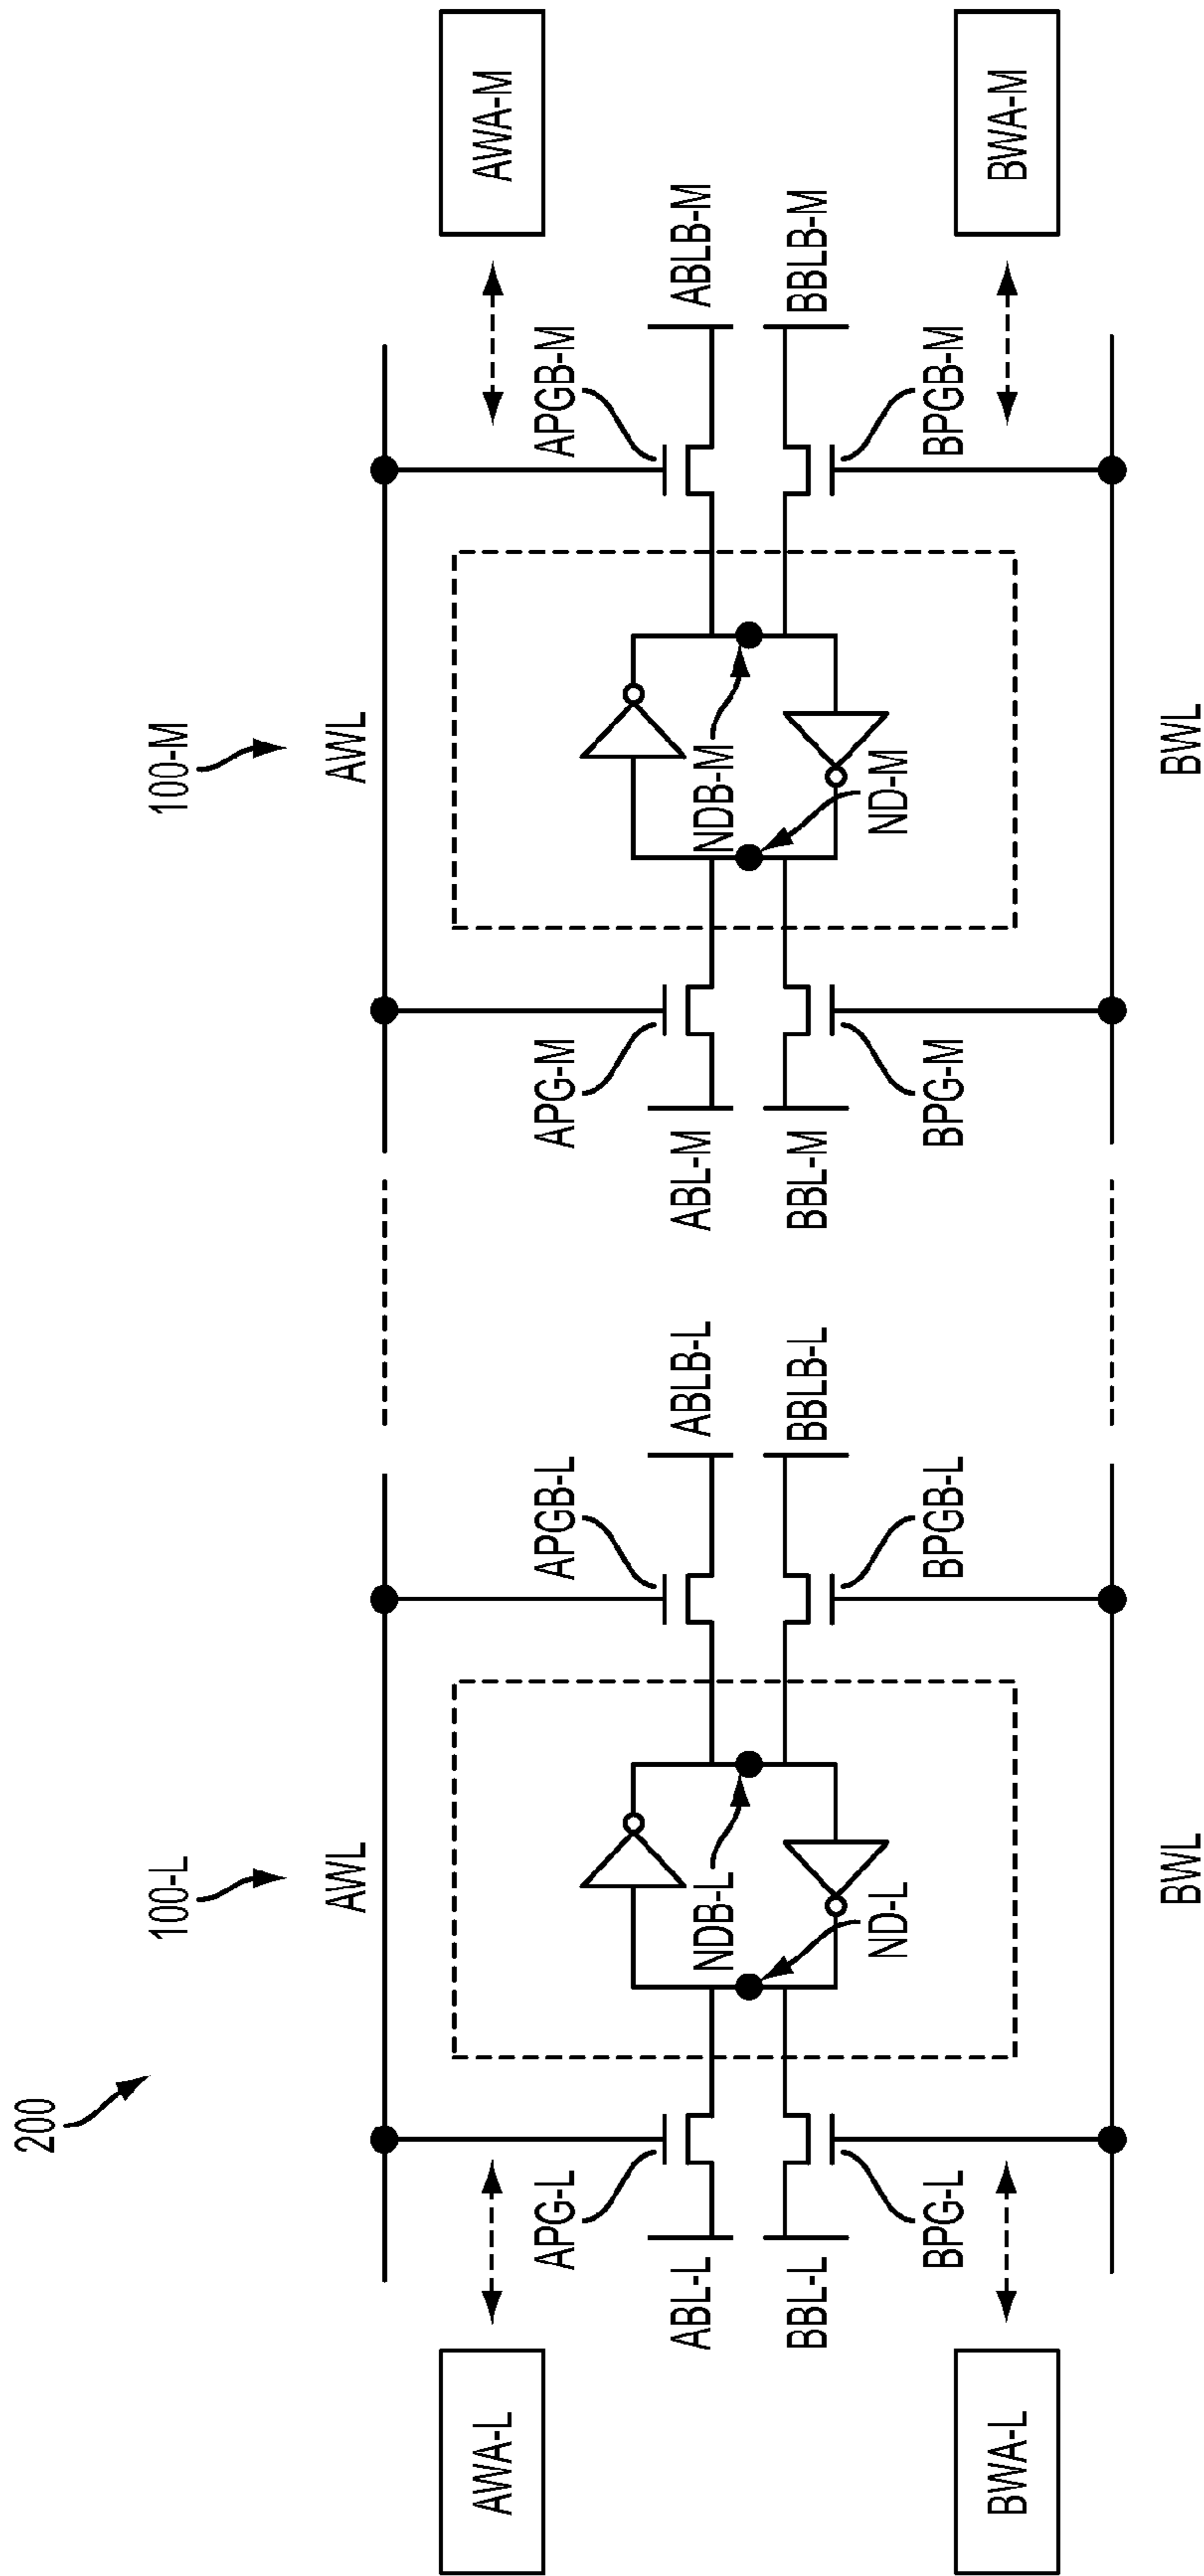 200
100-L
100-M
AWL
AWL
AWA-L
AWA-M
APG-L
APGB-L
APG-M
APGB-M
ABL-L
ABLB-L
ABL-M
ABLB-M
NDB-L
NDB-M
BBL-L
BBLB-L
BBL-M
BBLB-M
ND-L
ND-M
BPG-L
BPGB-L
BPG-M
BPGB-M
BWA-L
BWA-M
BWL
BWL